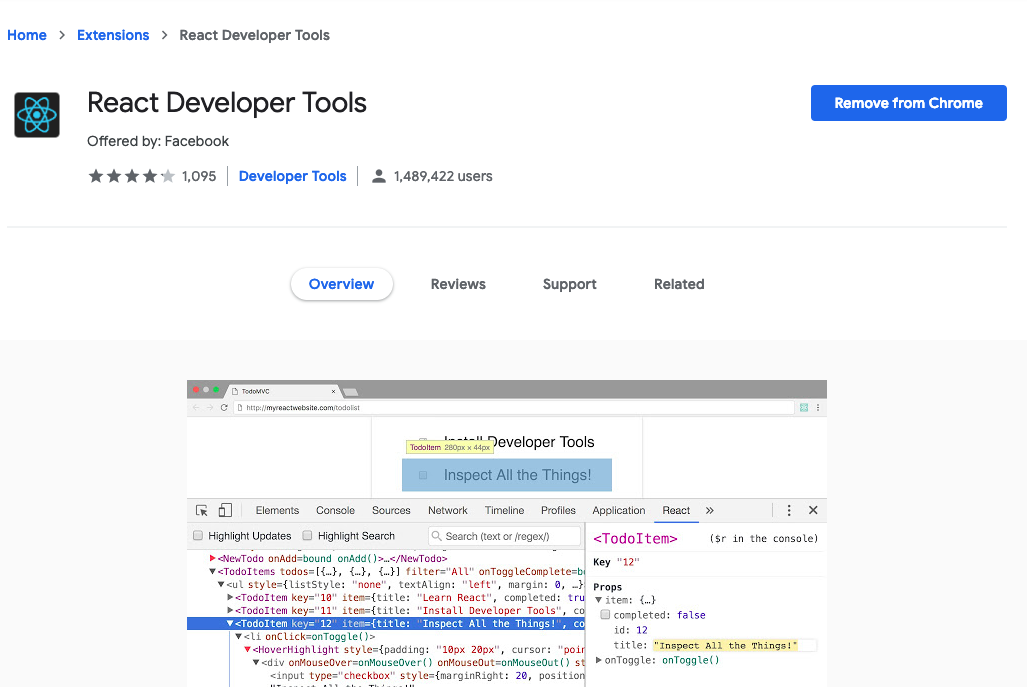 Home > Extensions > React Developer Tools
React Developer Tools
Remove from Chrome
Offered by: Facebook
1,095 Developer Tools 1,489,422 users
Overview Reviews Support Related
TodoMVC ×
http://myreactwebsite.com/todolist
Install Developer Tools
TodoItem 280px × 44px
Inspect All the Things!
Elements Console Sources Network Timeline Profiles Application React »
Highlight Updates Highlight Search Search (text or /regex/)
<TodoItem> ($r in the console)
<NewTodo onAdd=bound onAdd()>…</NewTodo>
Key "12"
<TodoItems todos=[{…}, {…}, {…}] filter="All" onToggleComplete=bo
<ul style={listStyle: "none", textAlign: "left", margin: 0, …}
<TodoItem key="10" item={title: "Learn React", completed: tru
<TodoItem key="11" item={title: "Install Developer Tools", co
<TodoItem key="12" item={title: "Inspect All the Things!", co
<li onClick=onToggle()>
<HoverHighlight style={padding: "10px 20px", cursor: "poin
<div onMouseOver=onMouseOver() onMouseOut=onMouseOut() st
<input type="checkbox" style={marginRight: 20, position
"Inspect All the Things!"
Props
item: {…}
completed: false
id: 12
title: "Inspect All the Things!"
onToggle: onToggle()